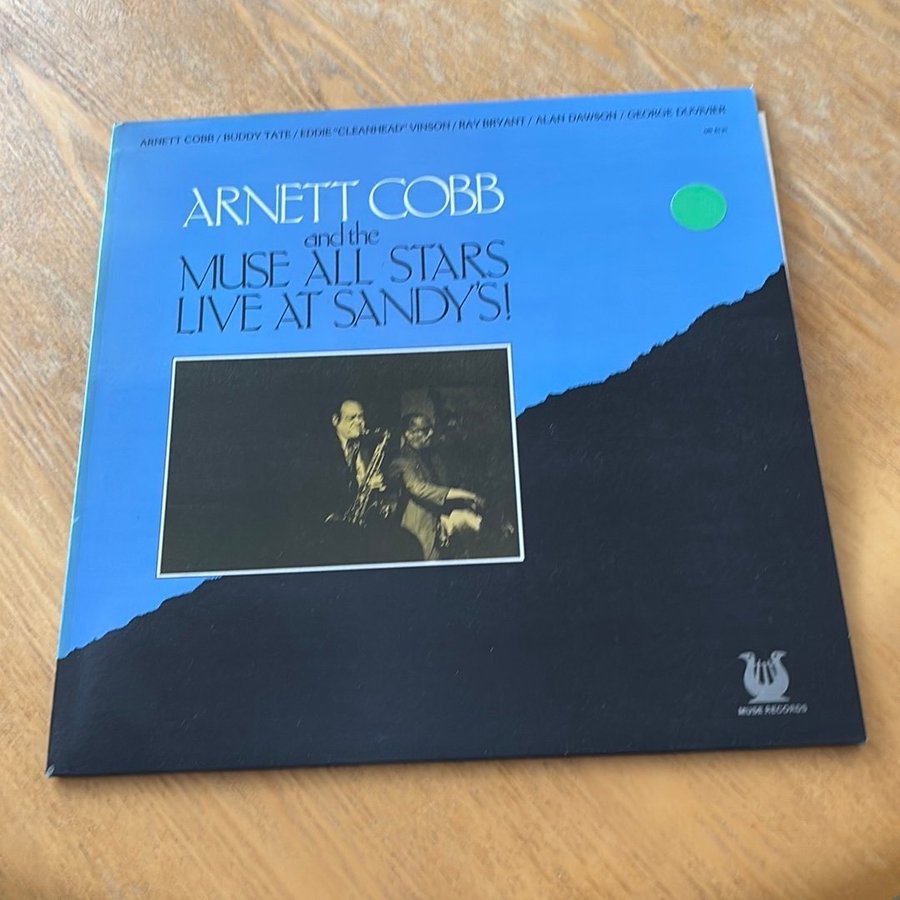 ARNETT COBB / BUDDY TATE / EDDIE "CLEANHEAD" VINSON / RAY BRYANT / ALAN DAWSON / GEORGE DUVIVIER
ARNETT COBB
and the
MUSE ALL STARS
LIVE AT SANDY'S!
MUSE RECORDS